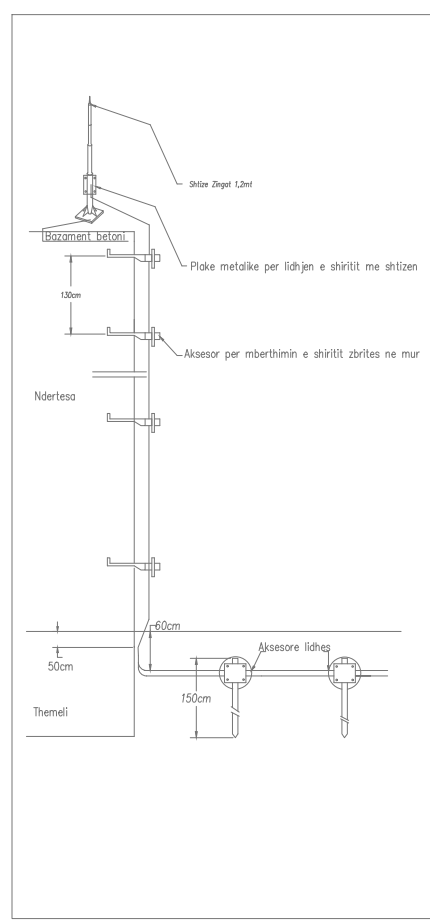 Shtize Zingat 1,2mt
Bazament betoni
Plake metalike per lidhjen e shiritit me shtizen
130cm
Aksesor per mberthimin e shiritit zbrites ne mur
Ndertesa
60cm
Aksesore lidhes
50cm
150cm
Themeli